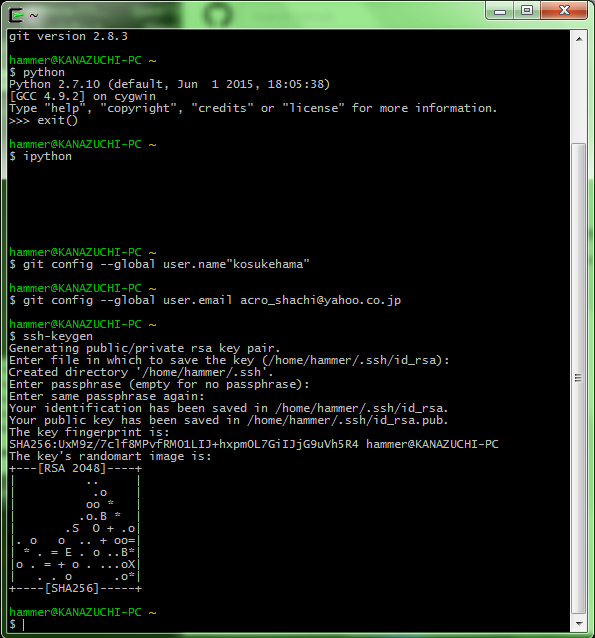 ~
git version 2.8.3
hammer@KANAZUCHI-PC ~
$ python
Python 2.7.10 (default, Jun  1 2015, 18:05:38)
[GCC 4.9.2] on cygwin
Type "help", "copyright", "credits" or "license" for more information.
>>> exit()
hammer@KANAZUCHI-PC ~
$ ipython
hammer@KANAZUCHI-PC ~
$ git config --global user.name"kosukehama"
hammer@KANAZUCHI-PC ~
$ git config --global user.email acro_shachi@yahoo.co.jp
hammer@KANAZUCHI-PC ~
$ ssh-keygen
Generating public/private rsa key pair.
Enter file in which to save the key (/home/hammer/.ssh/id_rsa):
Created directory '/home/hammer/.ssh'.
Enter passphrase (empty for no passphrase):
Enter same passphrase again:
Your identification has been saved in /home/hammer/.ssh/id_rsa.
Your public key has been saved in /home/hammer/.ssh/id_rsa.pub.
The key fingerprint is:
SHA256:UxM9z/7clf8MPvfRMO1LIJ+hxpmOL7GiIJjG9uVh5R4 hammer@KANAZUCHI-PC
The key's randomart image is:
+---[RSA 2048]----+
|          ..     |
|           .o    |
|          oo *   |
|         .o.B *  |
|       .S  O + .o|
|. o   o  .. + oo=|
| * . = E . o ..B*|
|o . = + o . ...oX|
|   . . o      .o*|
+----[SHA256]-----+
hammer@KANAZUCHI-PC ~
$